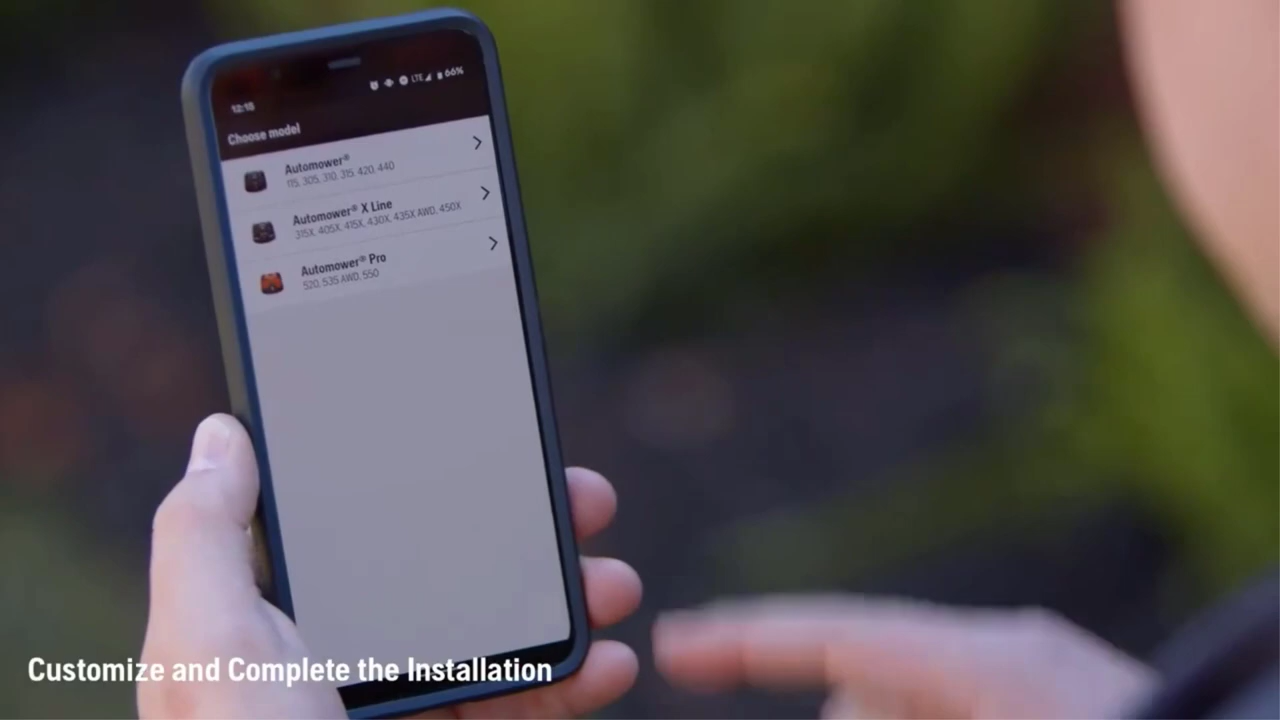 12:15 LTE 66%
Choose model
Automower®
115, 305, 310, 315, 420, 440
Automower® X Line
315X, 405X, 415X, 430X, 435X AWD, 450X
Automower® Pro
520, 535 AWD, 550
Customize and Complete the Installation